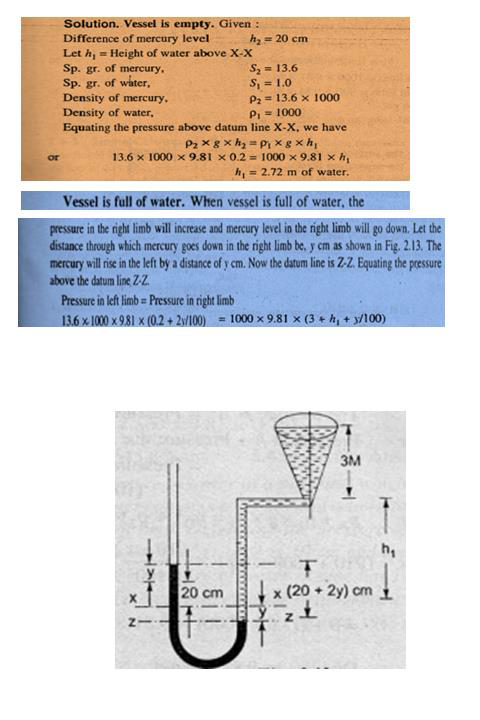 Solution. Vessel is empty. Given :
Difference of mercury level h₂ = 20 cm
Let h₁ = Height of water above X-X
Sp. gr. of mercury, S₂ = 13.6
Sp. gr. of water, S₁ = 1.0
Density of mercury, ρ₂ = 13.6 × 1000
Density of water, ρ₁ = 1000
Equating the pressure above datum line X-X, we have
ρ₂ × g × h₂ = ρ₁ × g × h₁
or 13.6 × 1000 × 9.81 × 0.2 = 1000 × 9.81 × h₁
h₁ = 2.72 m of water.
Vessel is full of water. When vessel is full of water, the
pressure in the right limb will increase and mercury level in the right limb will go down. Let the
distance through which mercury goes down in the right limb be, y cm as shown in Fig. 2.13. The
mercury will rise in the left by a distance of y cm. Now the datum line is Z-Z. Equating the pressure
above the datum line Z-Z.
Pressure in left limb = Pressure in right limb
13.6 × 1000 × 9.81 × (0.2 + 2y/100) = 1000 × 9.81 × (3 + h₁ + y/100)
3M
h₁
y
20 cm
x (20 + 2y) cm
X
y
Z
Z